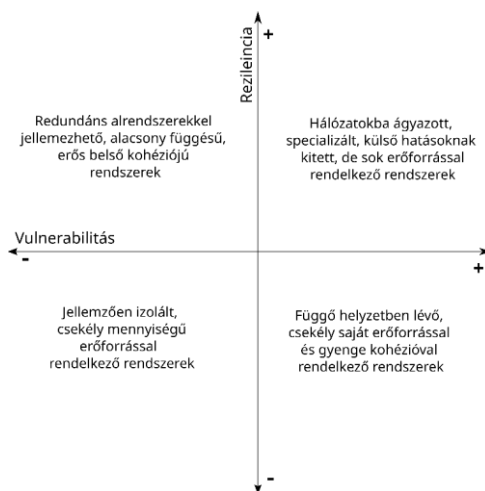 +
Rezileincia
Redundáns alrendszerekkel
jellemezhető, alacsony függésű,
erős belső kohéziójú
rendszerek
Hálózatokba ágyazott,
specializált, külső hatásoknak
kitett, de sok erőforrással
rendelkező rendszerek
Vulnerabilitás
-
+
Jellemzően izolált,
csekély mennyiségű
erőforrással
rendelkező rendszerek
Függő helyzetben lévő,
csekély saját erőforrással
és gyenge kohézióval
rendelkező rendszerek
-